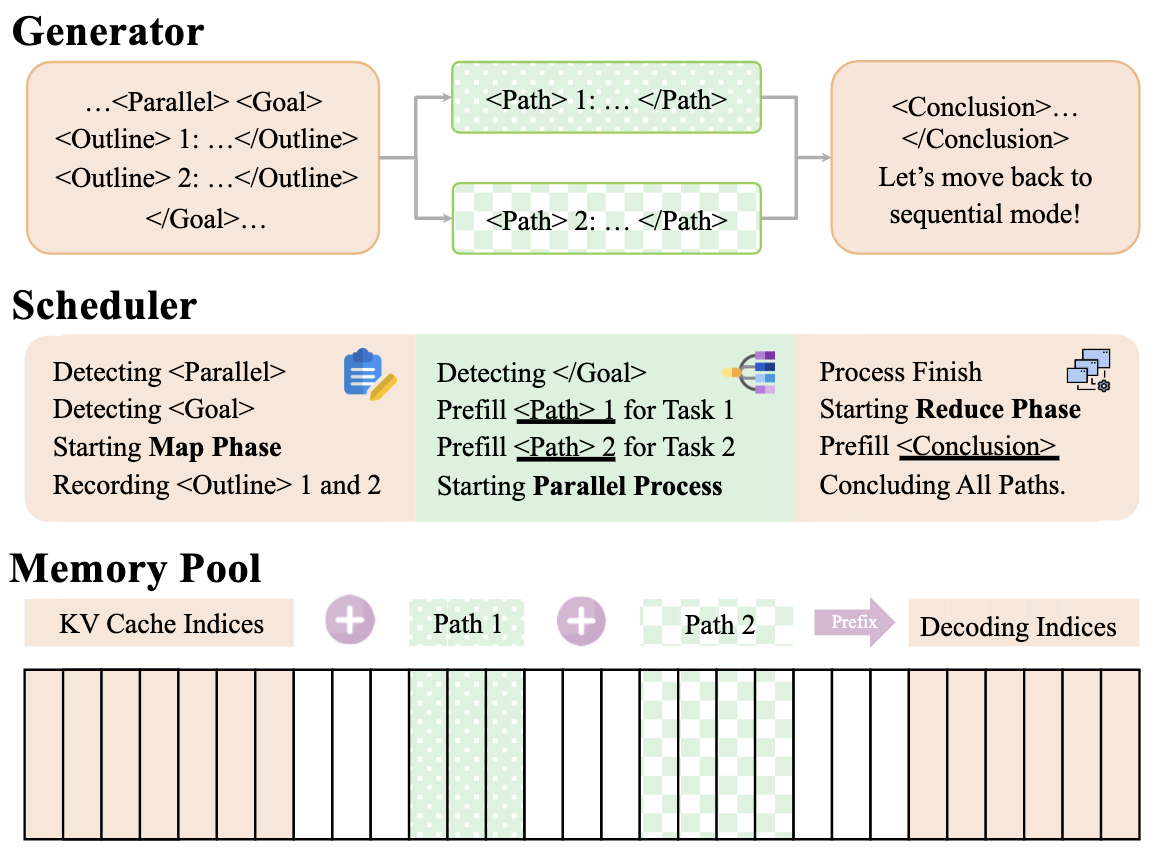 Generator
…<Parallel> <Goal>
<Outline> 1: …</Outline>
<Outline> 2: …</Outline>
</Goal>…
<Path> 1: … </Path>
<Path> 2: … </Path>
<Conclusion>…
</Conclusion>
Let’s move back to
sequential mode!
Scheduler
Detecting <Parallel>
Detecting <Goal>
Starting Map Phase
Recording <Outline> 1 and 2
Detecting </Goal>
Prefill <Path> 1 for Task 1
Prefill <Path> 2 for Task 2
Starting Parallel Process
Process Finish
Starting Reduce Phase
Prefill <Conclusion>
Concluding All Paths.
Memory Pool
KV Cache Indices
Path 1
Path 2
Prefix
Decoding Indices